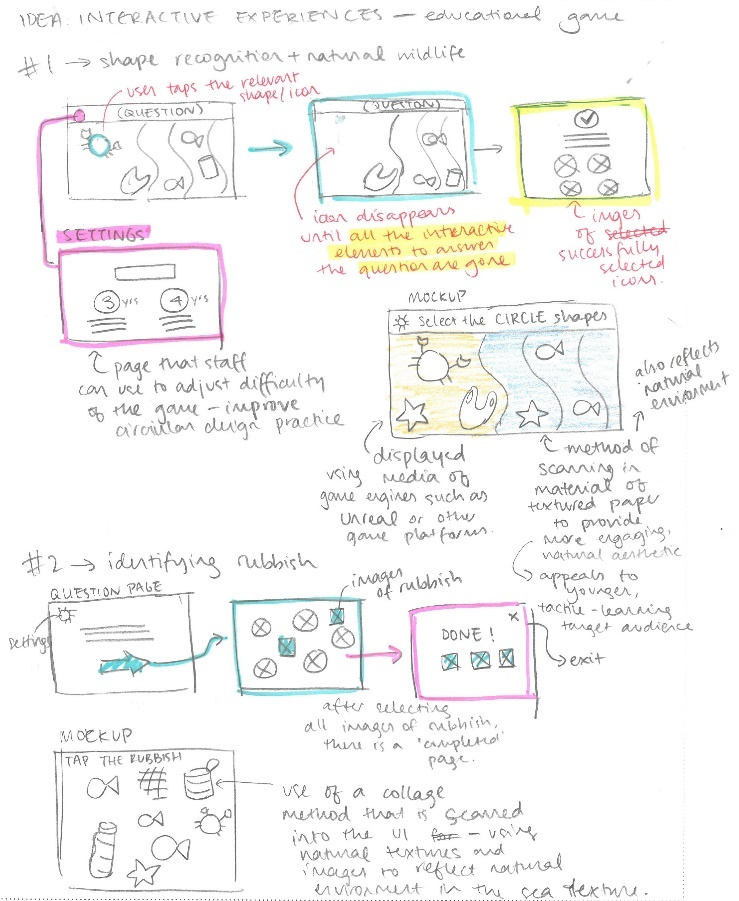 IDEA. INTERACTIVE EXPERIENCES — educational game
#1 → shape recognition + natural wildlife
user taps the relevant
shape/icon
(QUESTION)
(QUESTION)
icon disappears
until all the interactive
elements to answer
the question are gone
of selected
successfully
selected
icons.
SETTINGS
3 yrs
4 yrs
page that staff
can use to adjust difficulty
of the game - improve
circular design practice
MOCKUP
Select the CIRCLE shapes
also reflects
natural
environment
displayed
using media of
game engines such as
Unreal or other
game platforms.
method of
scanning in
material of
textured paper
to provide
more engaging,
natural aesthetic
appeals to
younger,
tactile-learning
target audience
#2 → identifying rubbish
QUESTION PAGE
Settings
images
of rubbish
DONE!
x
exit
after selecting
all images of rubbish,
there is a 'completed'
page.
MOCKUP
TAP THE RUBBISH
use of a collage
method that is scanned
into the UI for - using
natural textures and
images to reflect natural
environment in the sea texture.